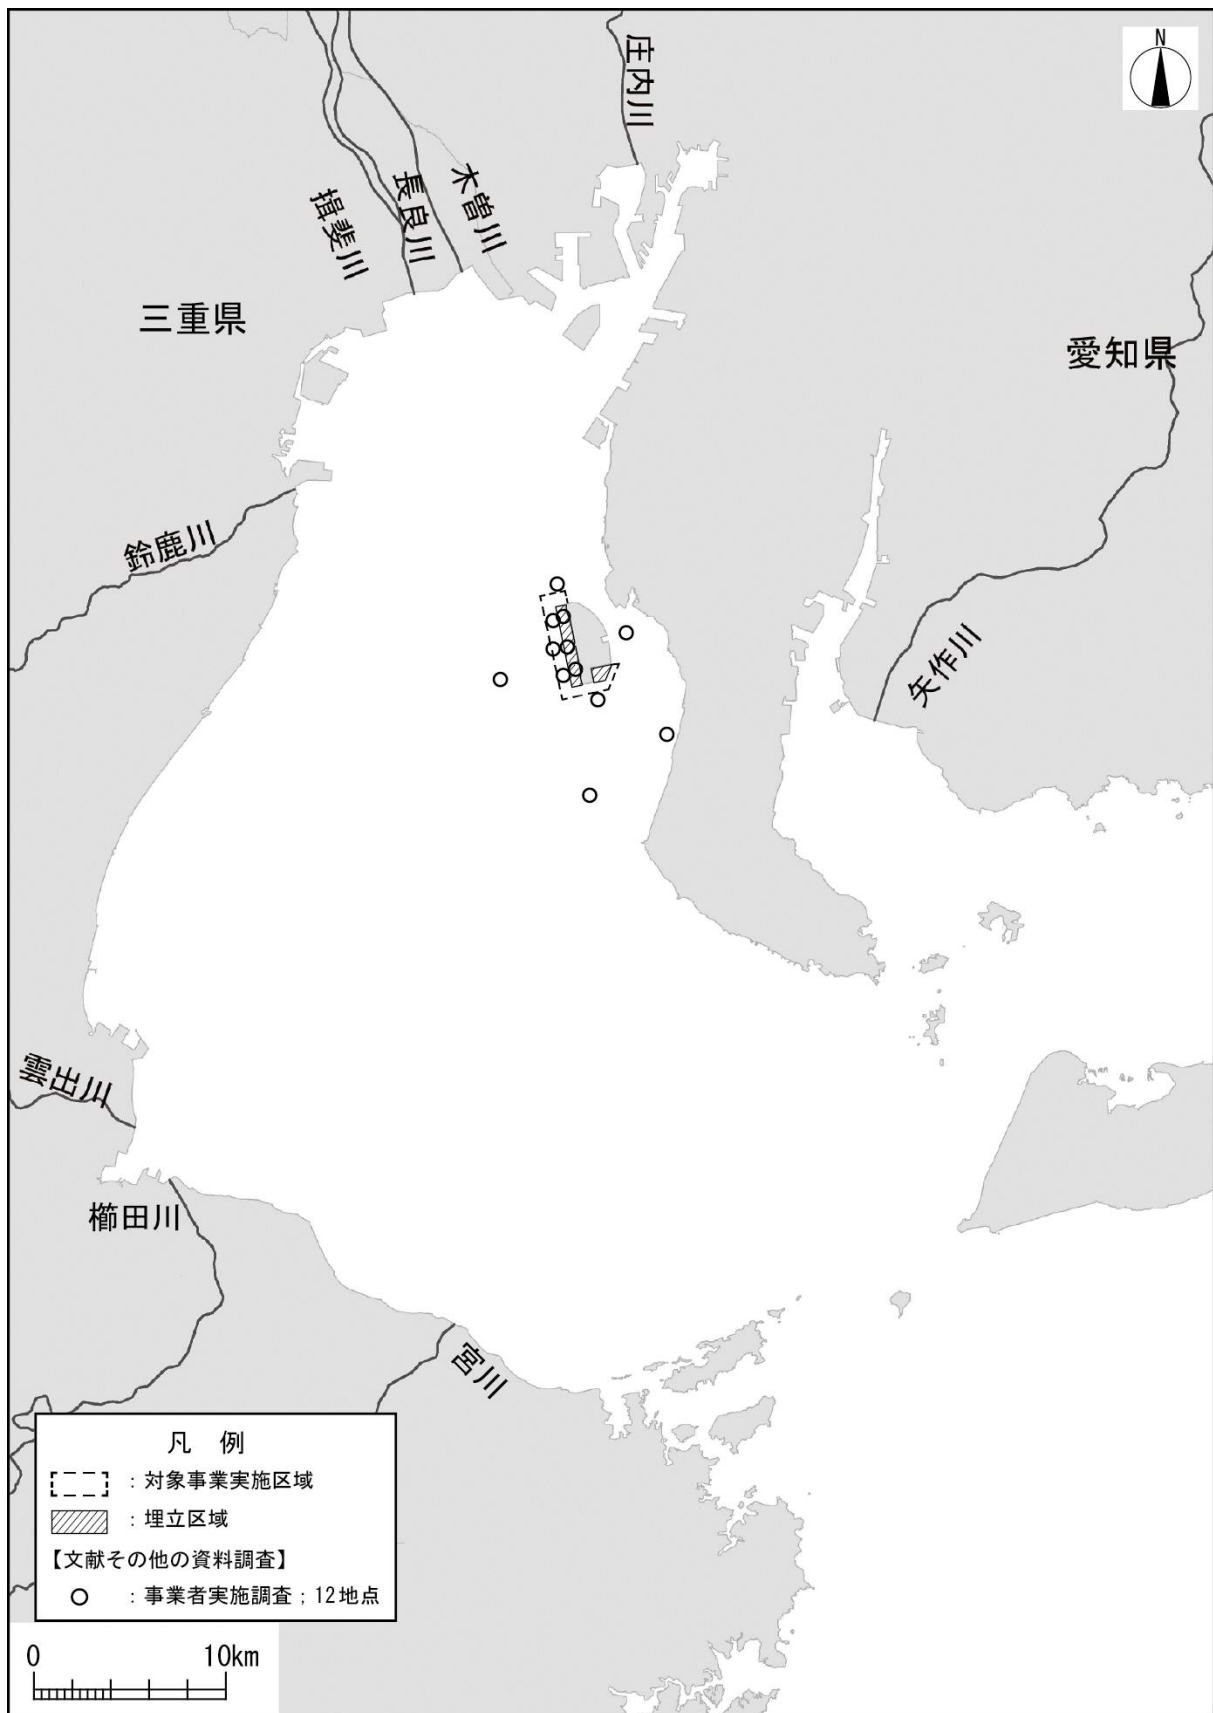 N
庄内川
木曽川
長良川
揖斐川
三重県
愛知県
鈴鹿川
矢作川
雲出川
櫛田川
宮川
凡 例
：対象事業実施区域
：埋立区域
【文献その他の資料調査】
：事業者実施調査；12地点
0 10km